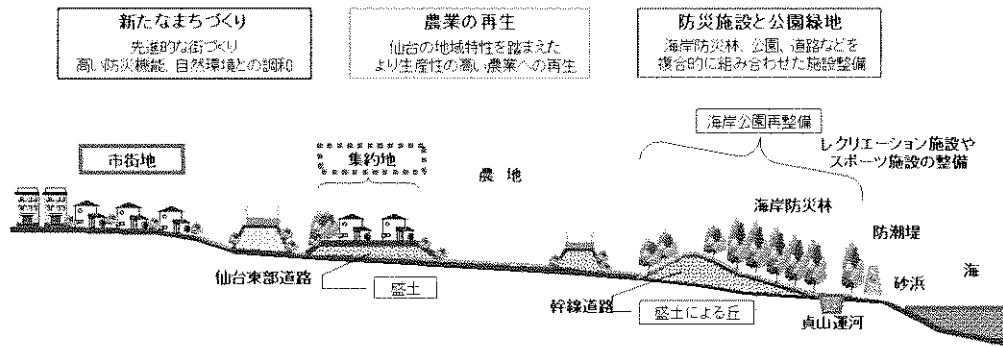 新たなまちづくり
先進的な街づくり
高い防災機能、自然環境との調和
農業の再生
仙台の地域特性を踏まえた
より生産性の高い農業への再生
防災施設と公園緑地
海岸防災林、公園、道路などを
複合的に組み合わせた施設整備
海岸公園再整備
レクリエーション施設や
スポーツ施設の整備
市街地
集約地
農地
海岸防災林
防潮堤
仙台東部道路
盛土
幹線道路
盛土による丘
貞山運河
砂浜
海